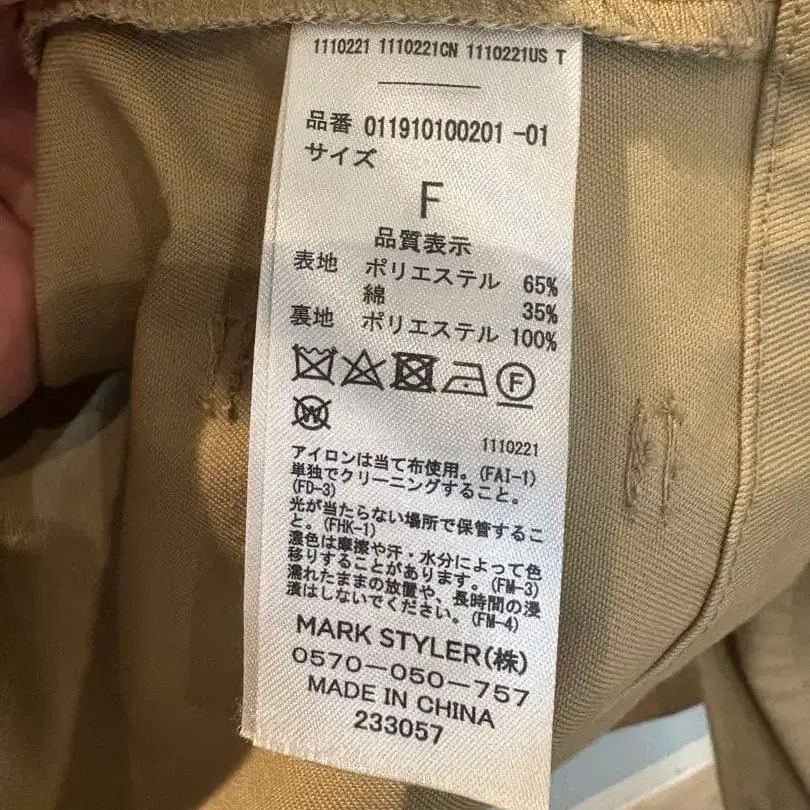 1110221 1110221CN 1110221US T
品番 011910100201 -01
サイズ
F
品質表示
表地 ポリエステル 65%
綿 35%
裏地 ポリエステル 100%
F
W
1110221
アイロンは当て布使用。(FAI-1)
単独でクリーニングすること。
(FD-3)
光が当たらない場所で保管するこ
と。(FHK-1)
濃色は摩擦や汗・水分によって色
移りすることがあります。(FM-3)
濡れたままの放置や、長時間の浸
漬はしないでください。(FM-4)
MARK STYLER(株)
0570-050-757
MADE IN CHINA
233057